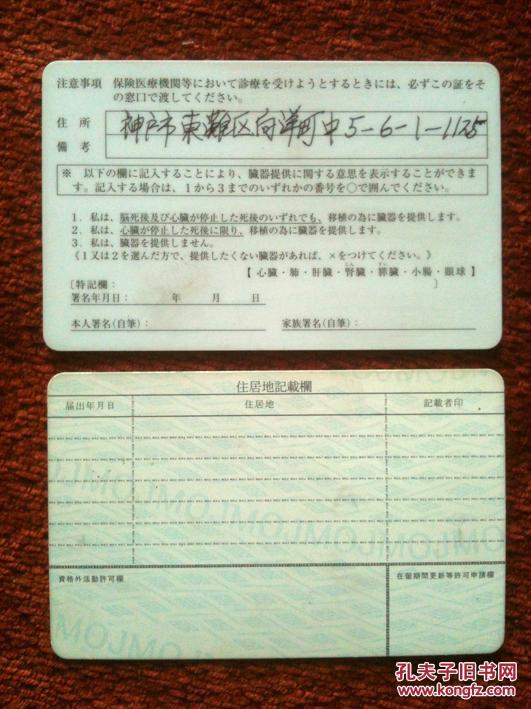 注意事項　保険医療機関等において診療を受けようとするときには、必ずこの証をそ
の窓口で渡してください。
住所　神戸市東灘区向洋町中5-6-1-1125
備考
※　以下の欄に記入することにより、臓器提供に関する意思を表示することができま
す。記入する場合は、1から3までのいずれかの番号を○で囲んでください。
1．私は、脳死後及び心臓が停止した死後のいずれでも、移植の為に臓器を提供します。
2．私は、心臓が停止した死後に限り、移植の為に臓器を提供します。
3．私は、臓器を提供しません。
《1又は2を選んだ方で、提供したくない臓器があれば、×をつけてください。》
【心臓・肺・肝臓・腎臓・膵臓・小腸・眼球】
〔特記欄：　〕
署名年月日：　年　月　日
本人署名(自筆)：　家族署名(自筆)：
住居地記載欄
届出年月日　住居地　記載者印
MOJ
資格外活動許可欄　在留期間更新等許可申請欄
孔夫子旧书网
www.kongfz.com